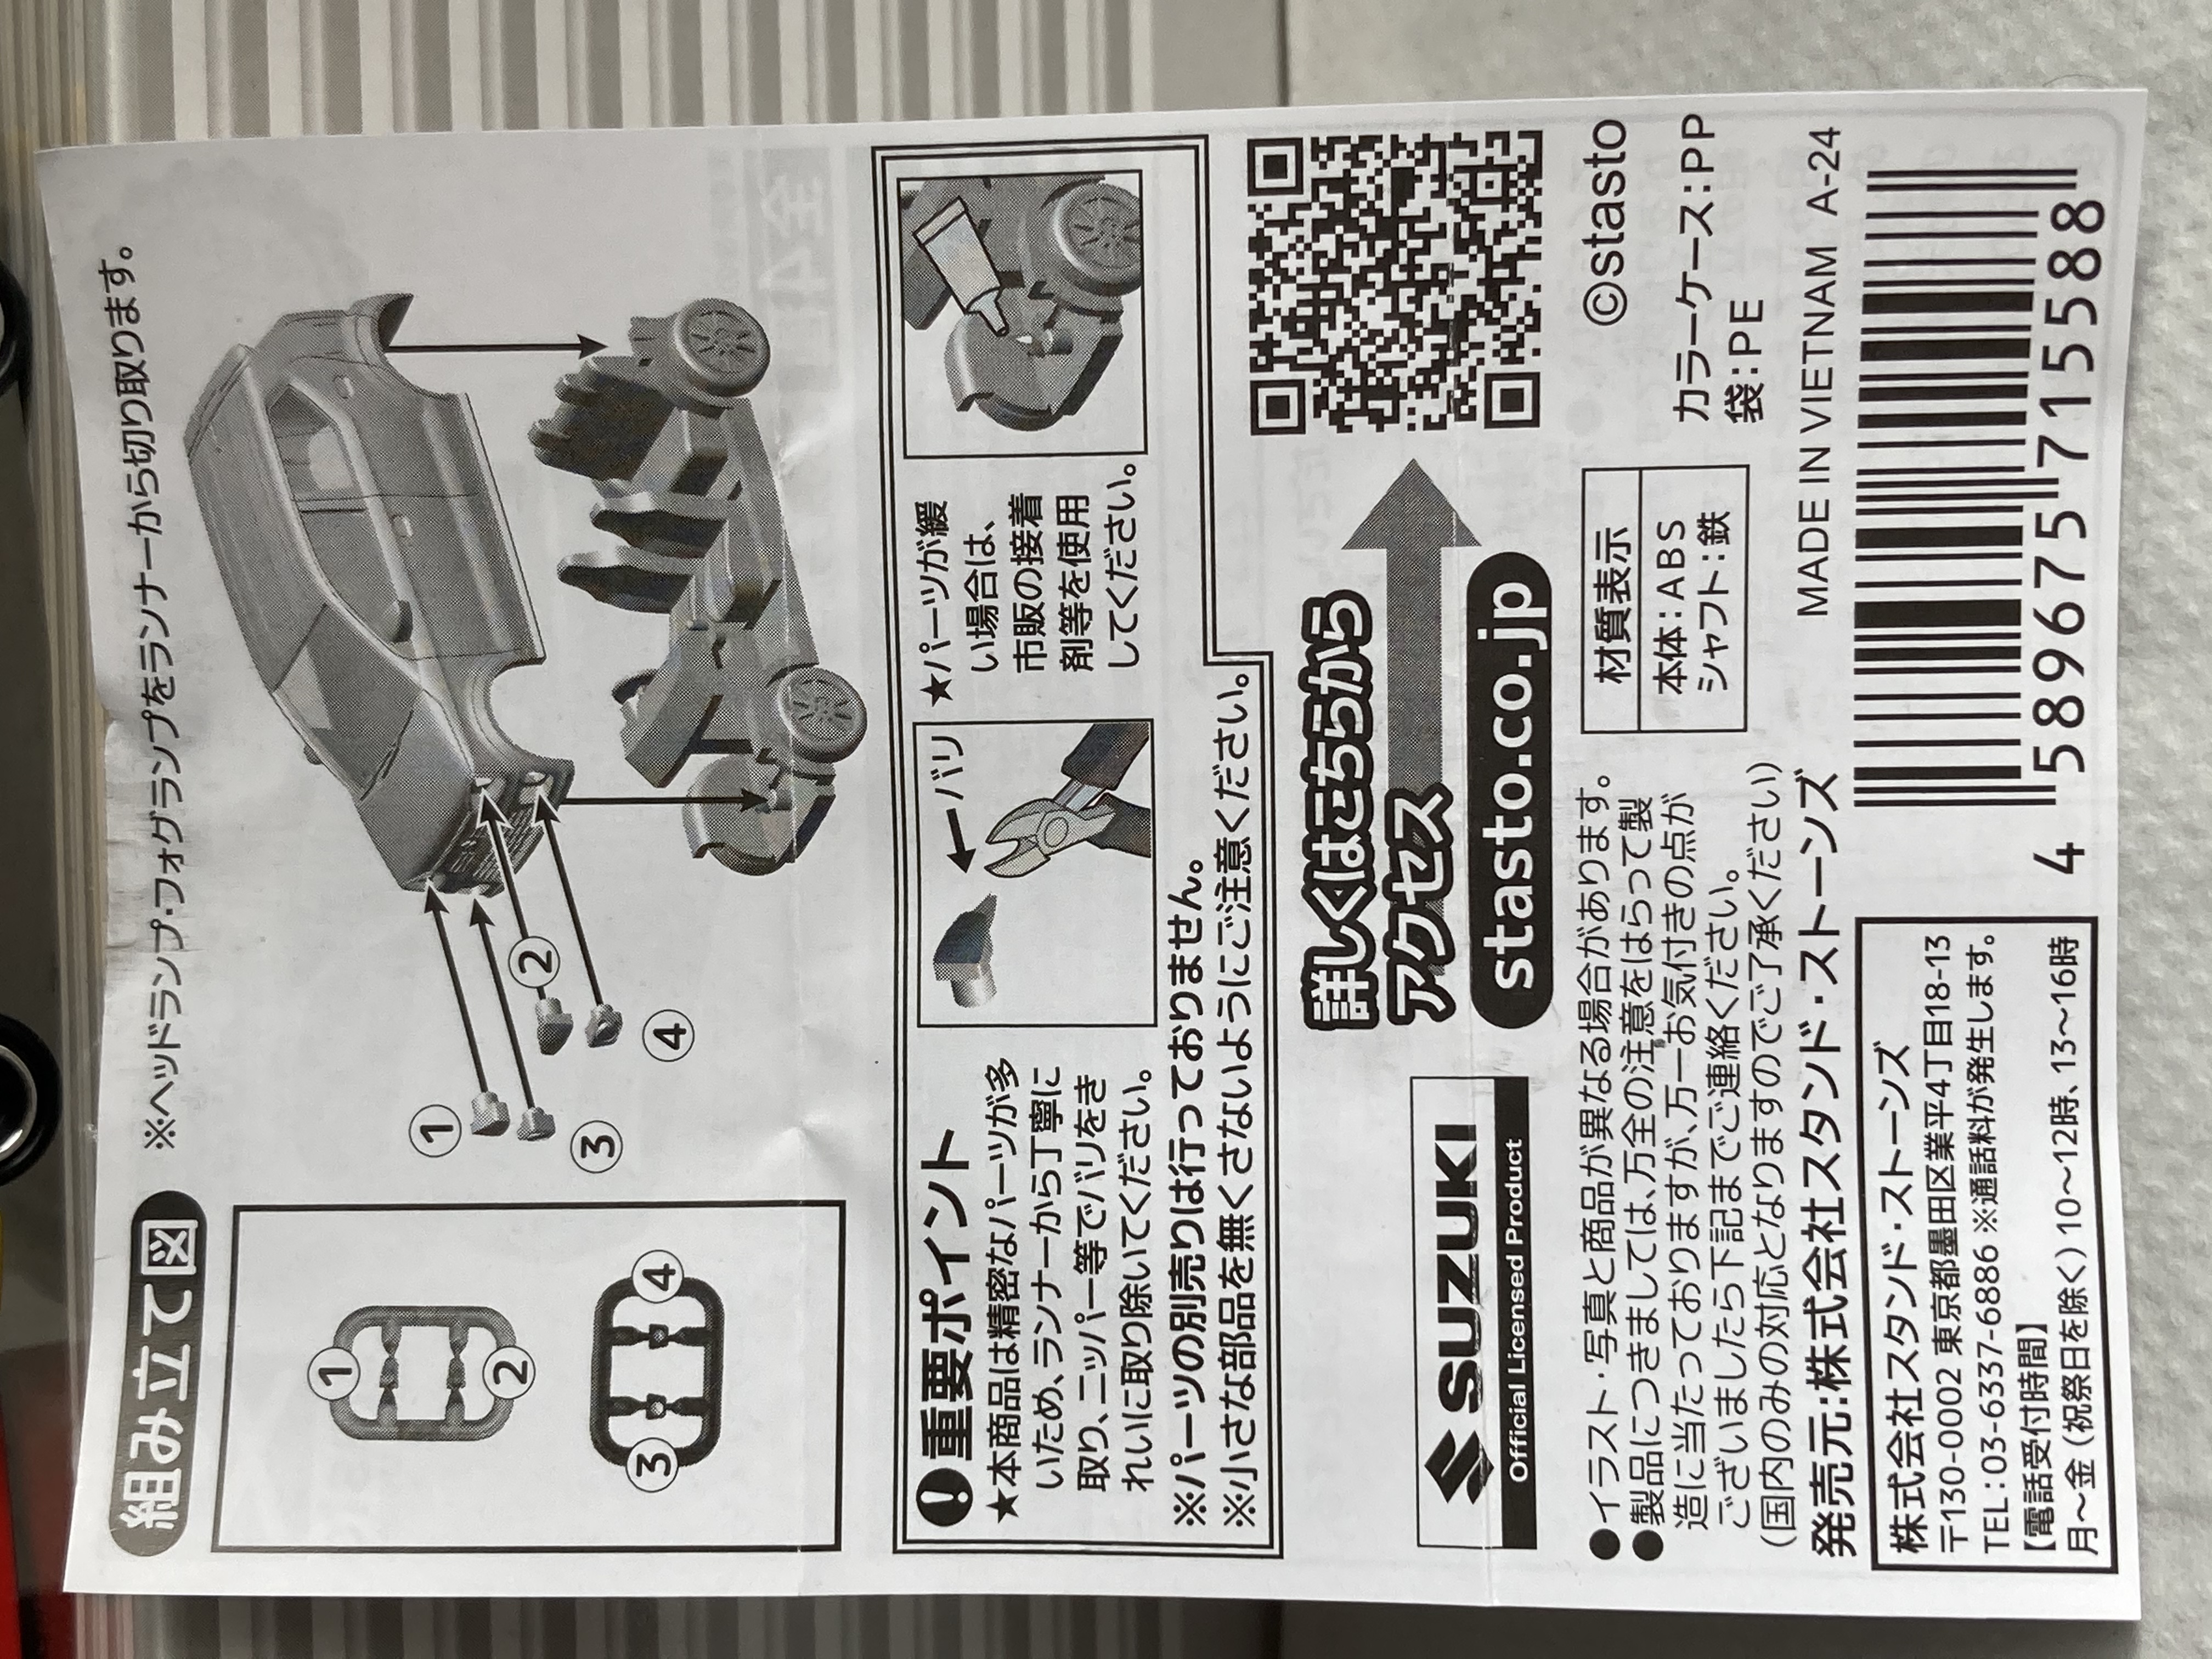 組み立て図
※ヘッドランプ・フォグランプをランナーから切り取ります。
①
②
③
④
①
②
③
④
重要ポイント
★本商品は精密なパーツが多
いため、ランナーから丁寧に
取り、ニッパー等でバリをき
れいに取り除いてください。
←バリ
★パーツが緩
い場合は、
市販の接着
剤等を使用
してください。
※パーツの別売りは行っておりません。
※小さな部品を無くさないようにご注意ください。
詳しくはこちらから
アクセス
stasto.co.jp
SUZUKI
Official Licensed Product
●イラスト・写真と商品が異なる場合があります。
●製品につきましては、万全の注意をはらって製
造に当たっておりますが、万一お気付きの点が
ございましたら下記までご連絡ください。
(国内のみの対応となりますのでご了承ください)
材質表示
本体:ABS
シャフト:鉄
©stasto
カラーケース:PP
袋:PE
発売元:株式会社スタンド・ストーンズ
MADE IN VIETNAM A-24
株式会社スタンド・ストーンズ
〒130-0002 東京都墨田区業平4丁目18-13
TEL:03-6337-6886 ※通話料が発生します。
【電話受付時間】
月～金(祝祭日を除く)10～12時、13～16時
4 589675 715588